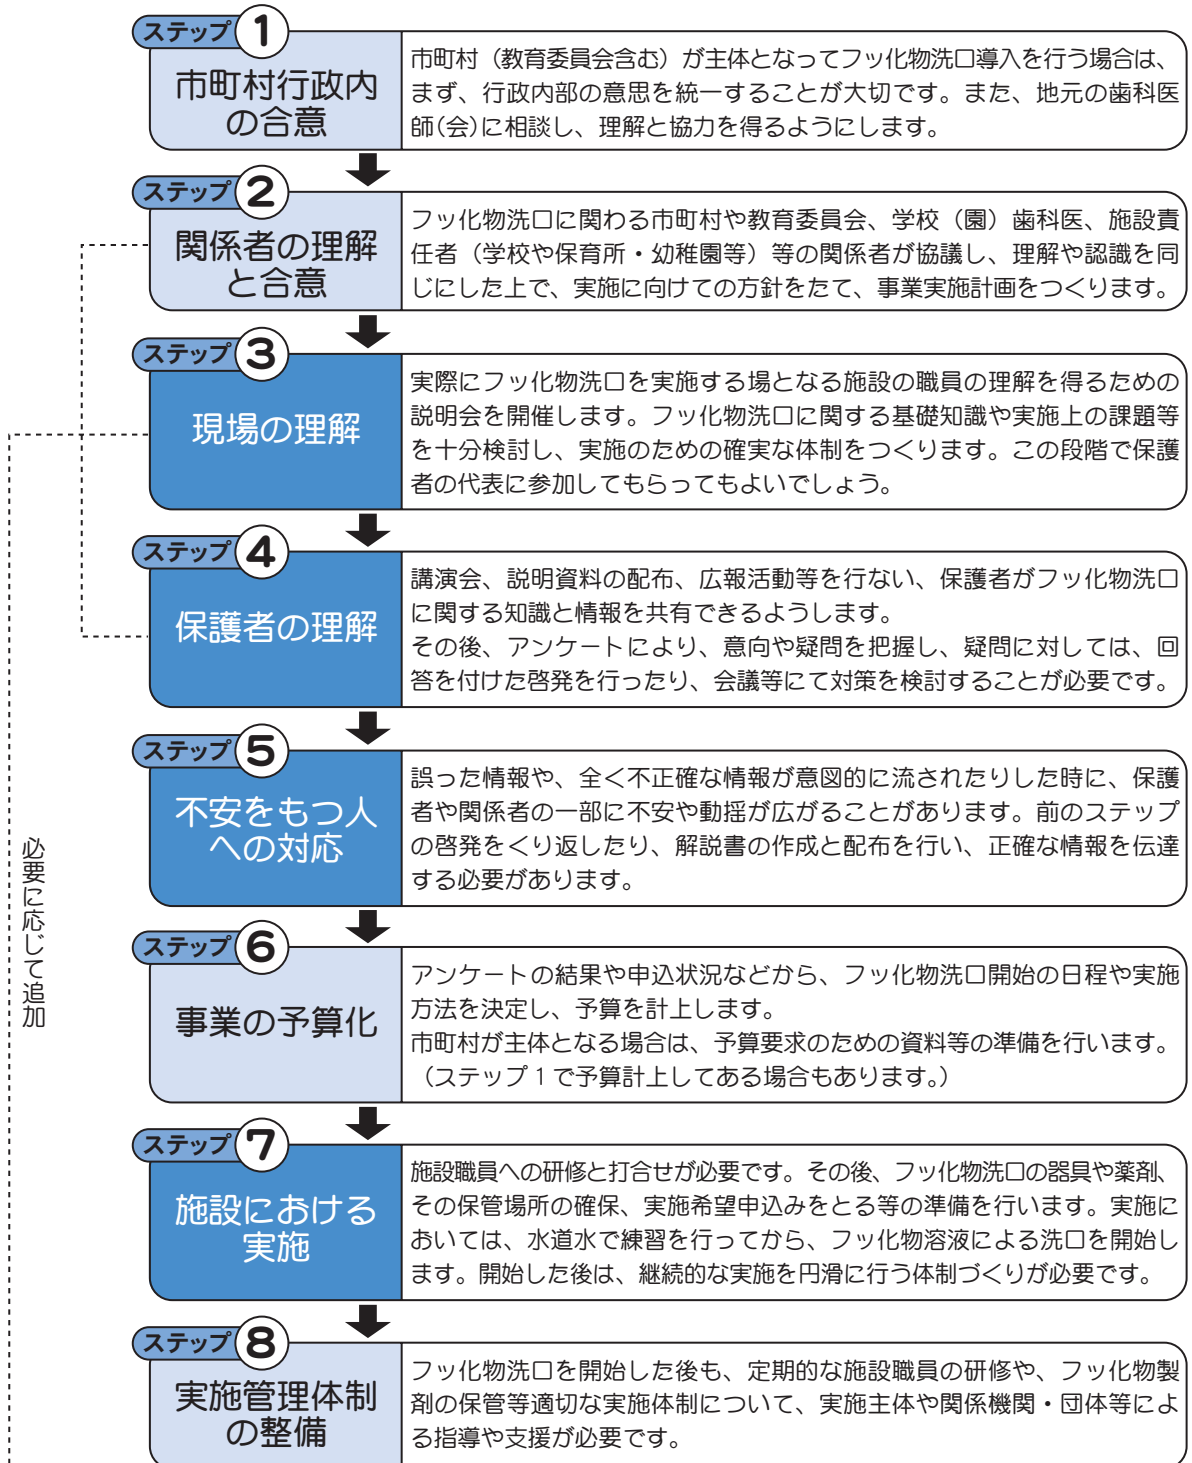 ステップ 1
市町村行政内
の合意
市町村（教育委員会含む）が主体となってフッ化物洗口導入を行う場合は、
まず、行政内部の意思を統一することが大切です。また、地元の歯科医
師(会)に相談し、理解と協力を得るようにします。
ステップ 2
関係者の理解
と合意
フッ化物洗口に関わる市町村や教育委員会、学校（園）歯科医、施設責
任者（学校や保育所・幼稚園等）等の関係者が協議し、理解や認識を同
じにした上で、実施に向けての方針をたて、事業実施計画をつくります。
ステップ 3
現場の理解
実際にフッ化物洗口を実施する場となる施設の職員の理解を得るための
説明会を開催します。フッ化物洗口に関する基礎知識や実施上の課題等
を十分検討し、実施のための確実な体制をつくります。この段階で保護
者の代表に参加してもらってもよいでしょう。
ステップ 4
保護者の理解
講演会、説明資料の配布、広報活動等を行ない、保護者がフッ化物洗口
に関する知識と情報を共有できるようします。
その後、アンケートにより、意向や疑問を把握し、疑問に対しては、回
答を付けた啓発を行ったり、会議等にて対策を検討することが必要です。
ステップ 5
不安をもつ人
への対応
誤った情報や、全く不正確な情報が意図的に流されたりした時に、保護
者や関係者の一部に不安や動揺が広がることがあります。前のステップ
の啓発をくり返したり、解説書の作成と配布を行い、正確な情報を伝達
する必要があります。
必要に応じて追加
ステップ 6
事業の予算化
アンケートの結果や申込状況などから、フッ化物洗口開始の日程や実施
方法を決定し、予算を計上します。
市町村が主体となる場合は、予算要求のための資料等の準備を行います。
（ステップ１で予算計上してある場合もあります。）
ステップ 7
施設における
実施
施設職員への研修と打合せが必要です。その後、フッ化物洗口の器具や薬剤、
その保管場所の確保、実施希望申込みをとる等の準備を行います。実施に
おいては、水道水で練習を行ってから、フッ化物溶液による洗口を開始し
ます。開始した後は、継続的な実施を円滑に行う体制づくりが必要です。
ステップ 8
実施管理体制
の整備
フッ化物洗口を開始した後も、定期的な施設職員の研修や、フッ化物製
剤の保管等適切な実施体制について、実施主体や関係機関・団体等によ
る指導や支援が必要です。